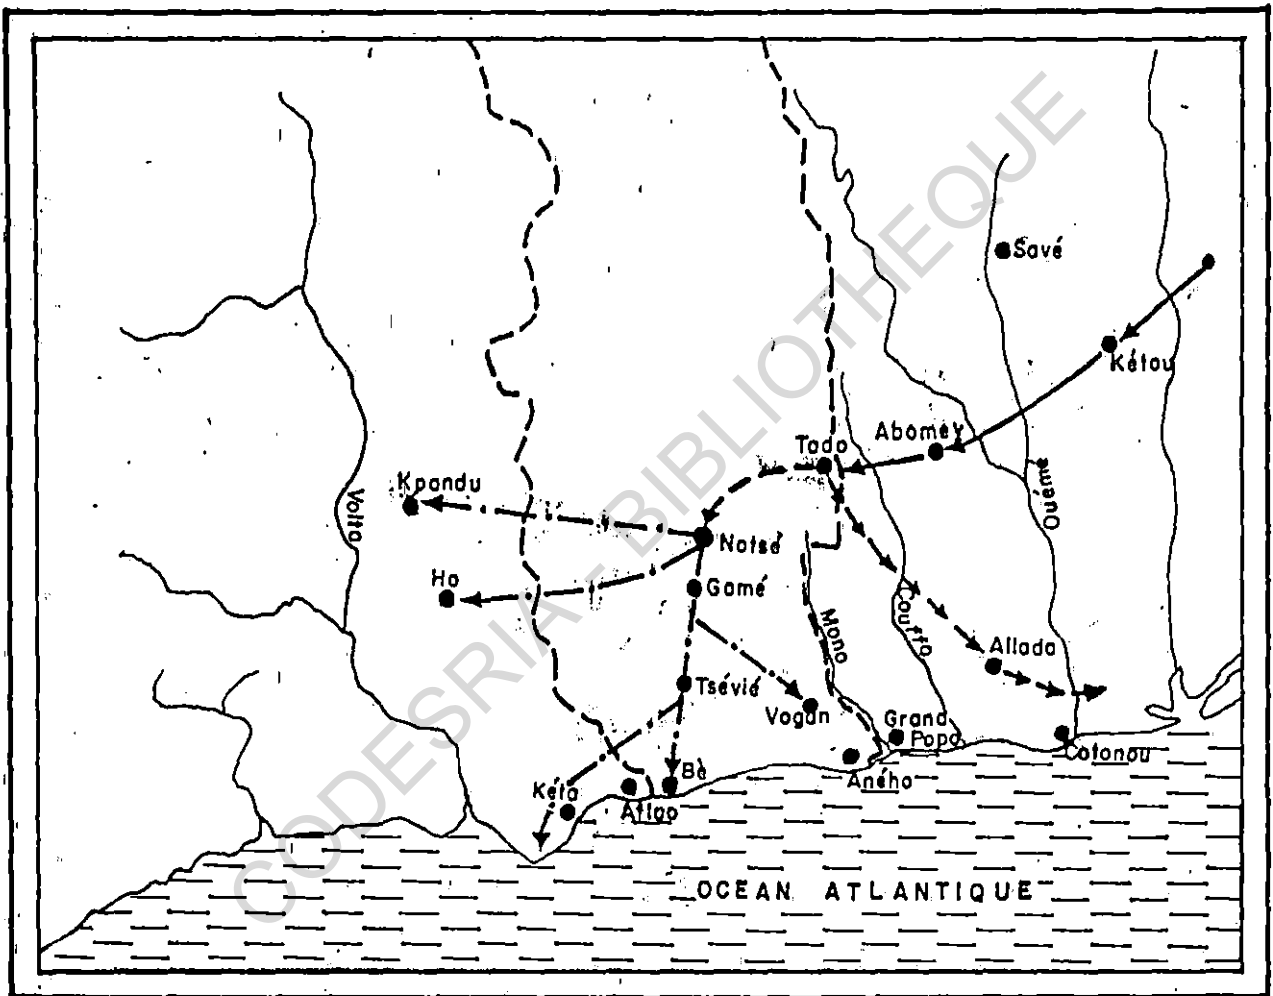 Savé
Kétou
Abomey
Tado
Kpandu
Volta
Ouémé
Notsé
Ho
Gamé
Mono
Couffo
Allada
Tsévié
Vogan
Grand
Popo
Cotonou
Bè
Aného
Kéta
Aflao
OCEAN ATLANTIQUE
CODESRIA - BIBLIOTHEQUE